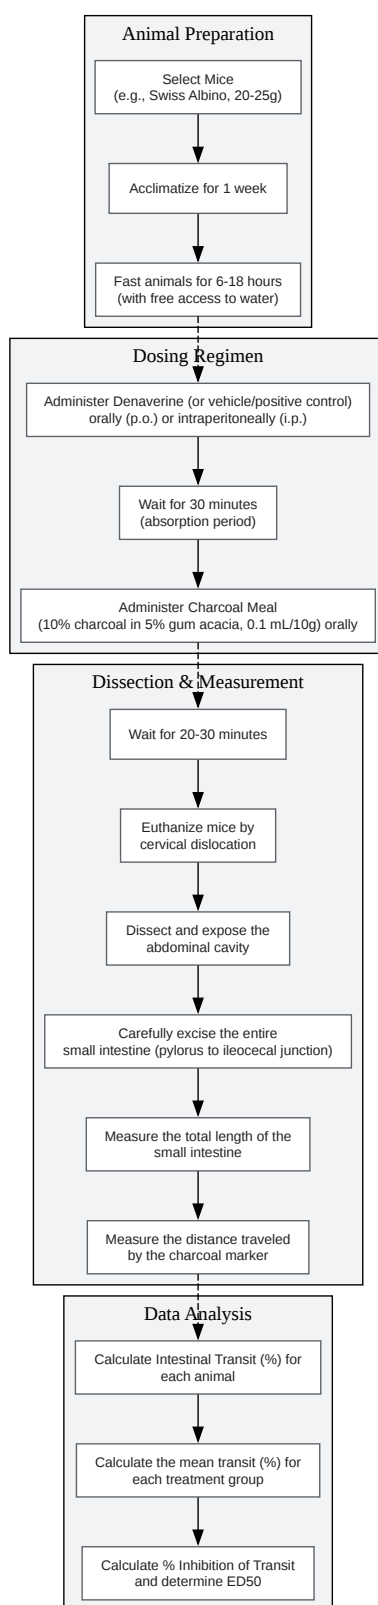 Animal Preparation
Select Mice
(e.g., Swiss Albino, 20-25g)
Acclimatize for 1 week
Fast animals for 6-18 hours
(with free access to water)
Dosing Regimen
Administer Denaverine (or vehicle/positive control)
orally (p.o.) or intraperitoneally (i.p.)
Wait for 30 minutes
(absorption period)
Administer Charcoal Meal
(10% charcoal in 5% gum acacia, 0.1 mL/10g) orally
Dissection & Measurement
Wait for 20-30 minutes
Euthanize mice by
cervical dislocation
Dissect and expose the
abdominal cavity
Carefully excise the entire
small intestine (pylorus to ileocecal junction)
Measure the total length of the
small intestine
Measure the distance traveled
by the charcoal marker
Data Analysis
Calculate Intestinal Transit (%) for
each animal
Calculate the mean transit (%) for
each treatment group
Calculate % Inhibition of Transit
and determine ED50